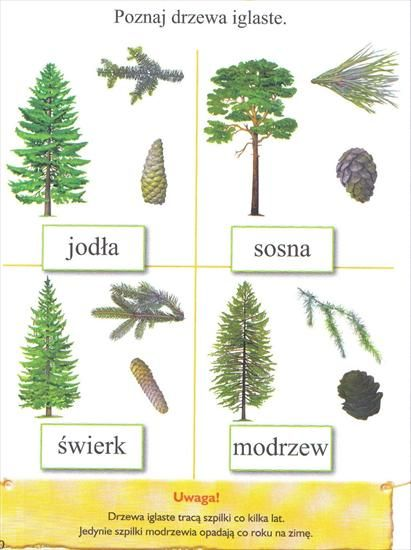 Poznaj drzewa iglaste.
jodła
sosna
świerk
modrzew
Uwaga!
Drzewa iglaste tracą szpilki co kilka lat.
Jedynie szpilki modrzewia opadają co roku na zimę.